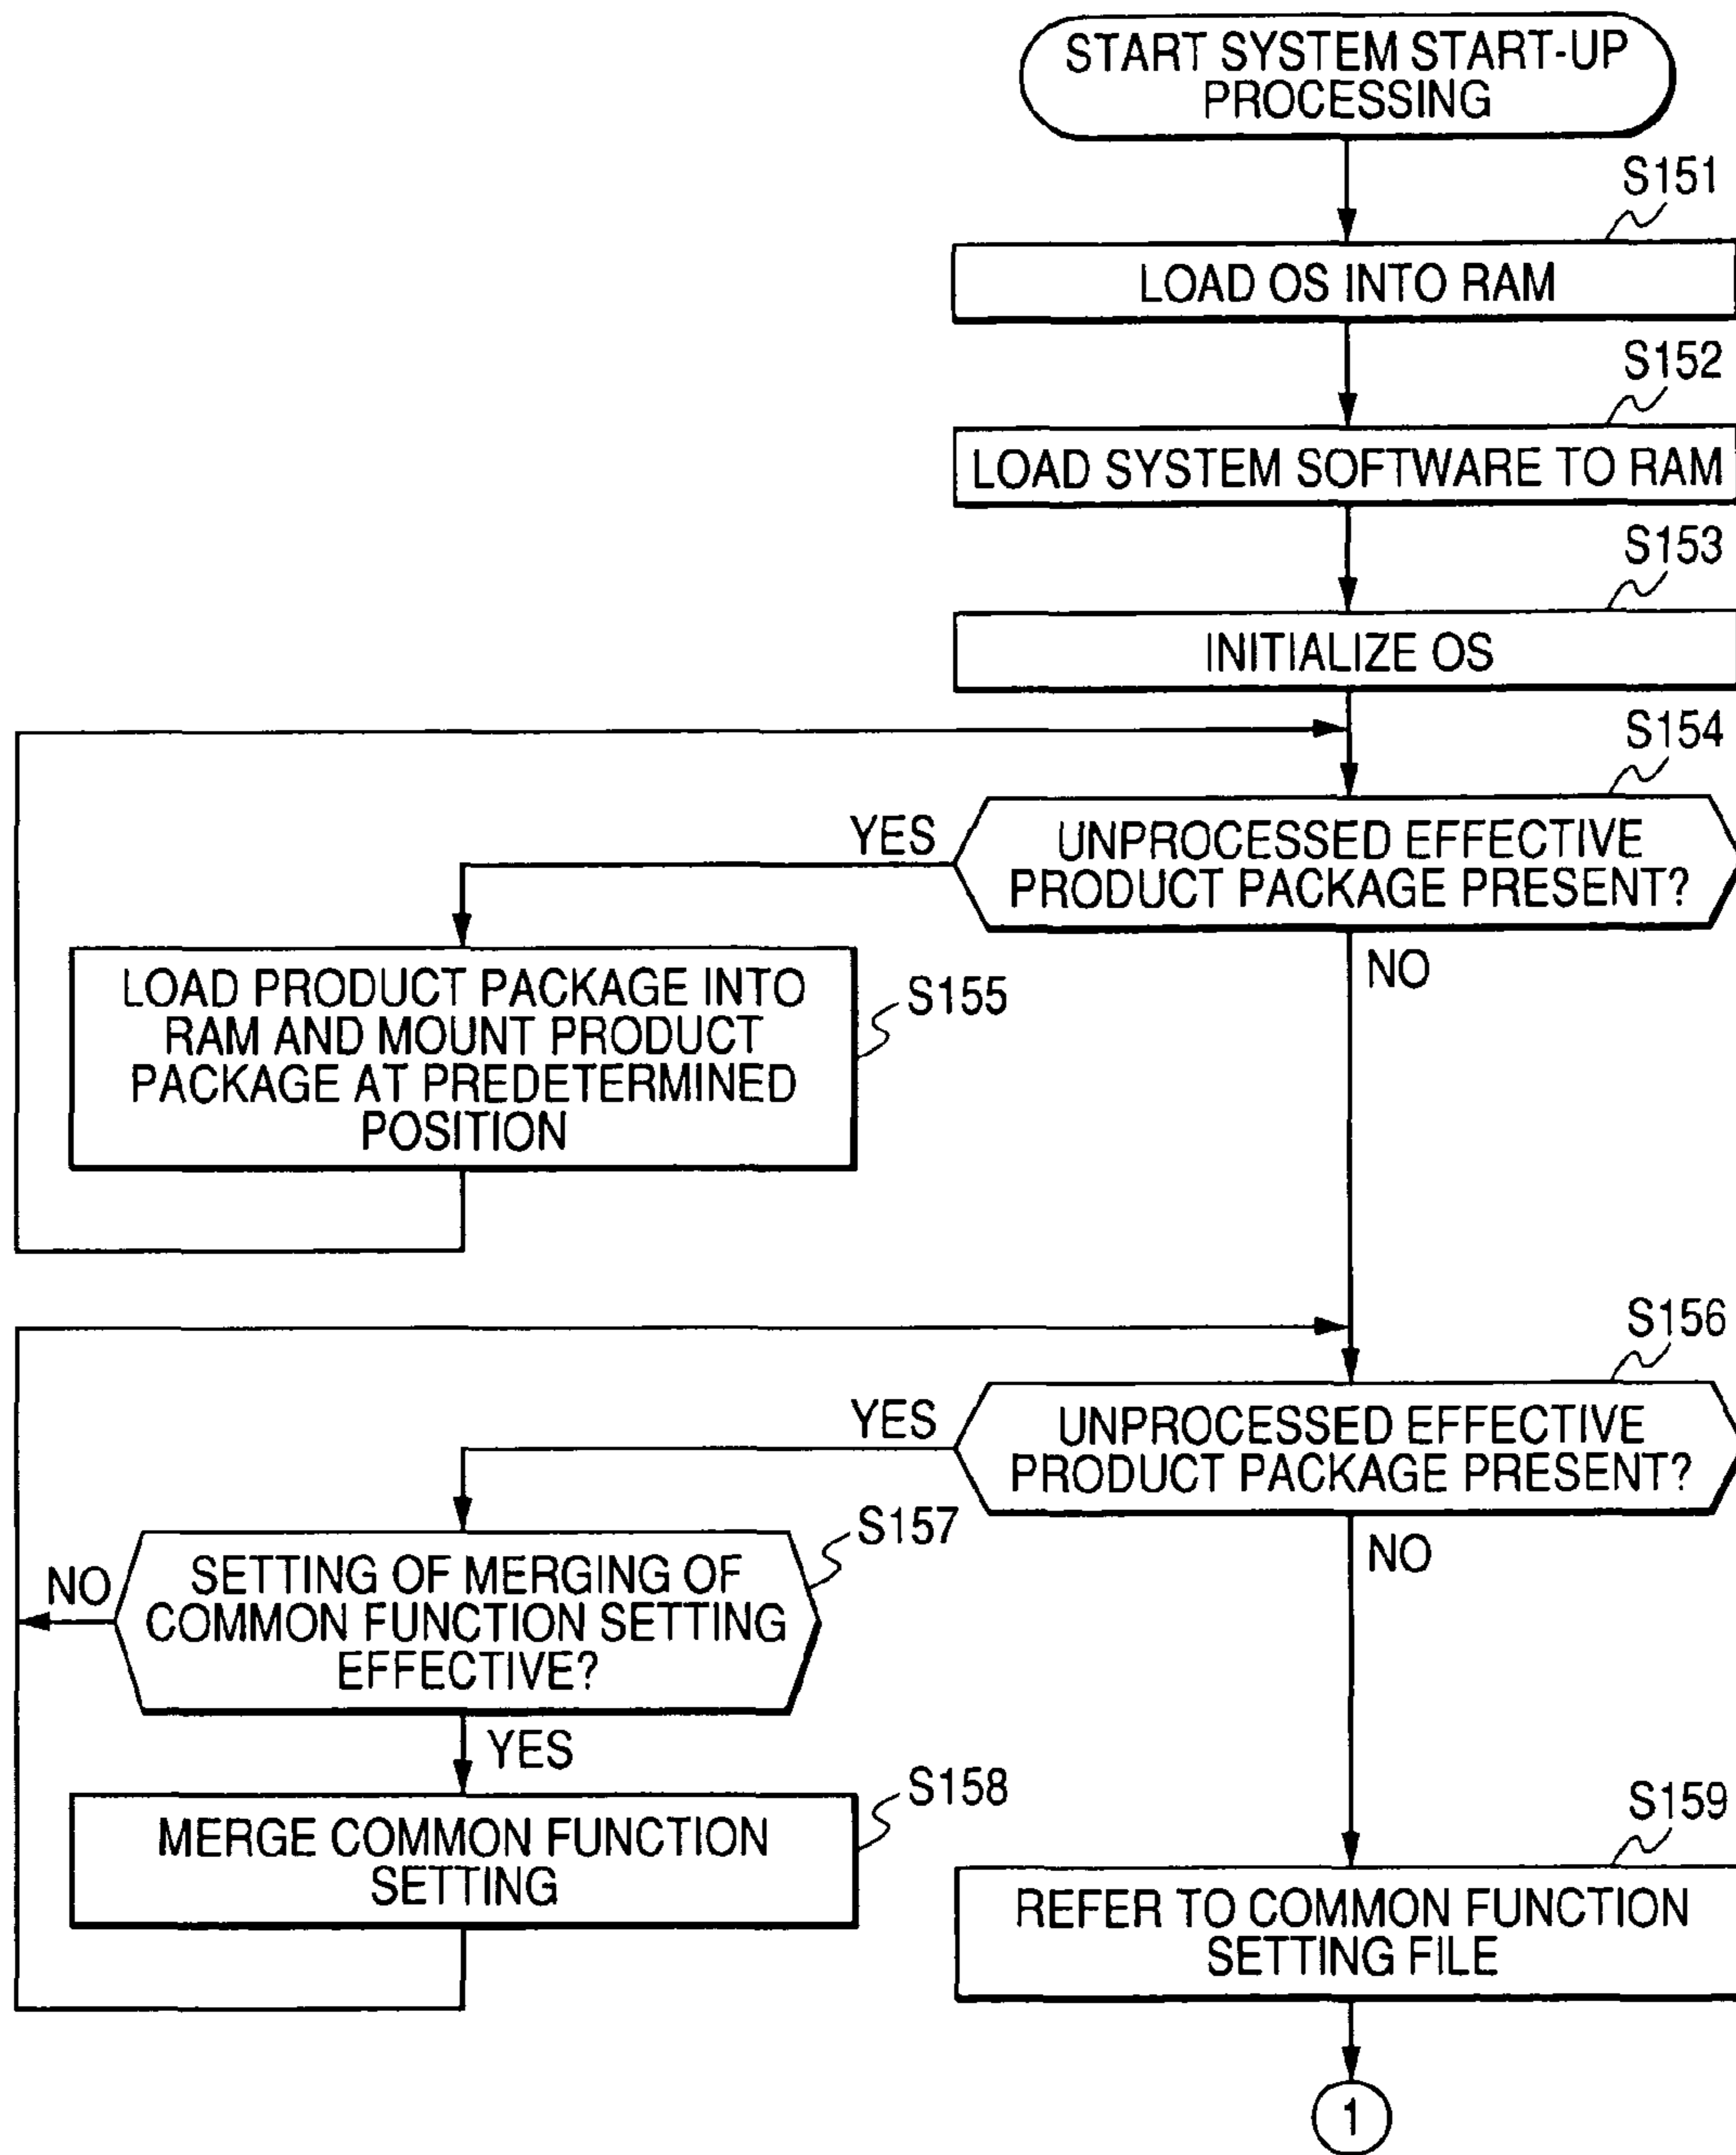 START SYSTEM START-UP
PROCESSING
S151
LOAD OS INTO RAM
S152
LOAD SYSTEM SOFTWARE TO RAM
S153
INITIALIZE OS
S154
UNPROCESSED EFFECTIVE
PRODUCT PACKAGE PRESENT?
YES
NO
LOAD PRODUCT PACKAGE INTO
RAM AND MOUNT PRODUCT
PACKAGE AT PREDETERMINED
POSITION
S155
S156
UNPROCESSED EFFECTIVE
PRODUCT PACKAGE PRESENT?
YES
NO
S157
SETTING OF MERGING OF
COMMON FUNCTION SETTING
EFFECTIVE?
NO
YES
S158
MERGE COMMON FUNCTION
SETTING
S159
REFER TO COMMON FUNCTION
SETTING FILE
1